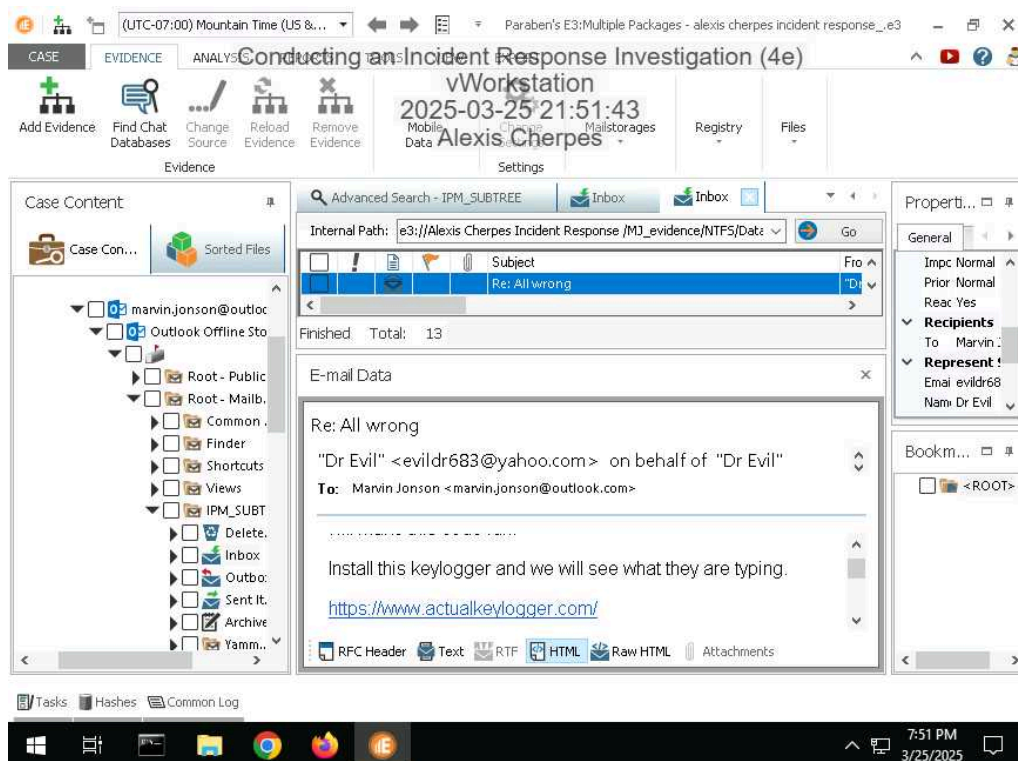 (UTC-07:00) Mountain Time (US &...
Paraben's E3:Multiple Packages - alexis cherpes incident response_.e3
CASE EVIDENCE ANALYSIS
Conducting an Incident Response Investigation (4e)
vWorkstation
2025-03-25 21:51:43
Alexis Cherpes
Add Evidence
Find Chat Databases
Change Source
Reload Evidence
Remove Evidence
Mobile Data
Mailstorages
Registry
Files
Evidence
Settings
Case Content
Case Con...
Sorted Files
marvin.jonson@outloc
Outlook Offline Sto
Root - Public
Root - Mailb.
Common .
Finder
Shortcuts
Views
IPM_SUBT
Delete.
Inbox
Outbo:
Sent It.
Archive
Yamm..
Advanced Search - IPM_SUBTREE
Inbox
Inbox
Internal Path: e3://Alexis Cherpes Incident Response /MJ_evidence/NTFS/Data
Go
Subject Fro
Re: All wrong "Dr
Finished Total: 13
E-mail Data
Re: All wrong
"Dr Evil" <evildr683@yahoo.com> on behalf of "Dr Evil"
To: Marvin Jonson <marvin.jonson@outlook.com>
Install this keylogger and we will see what they are typing.
https://www.actualkeylogger.com/
RFC Header Text RTF HTML Raw HTML Attachments
Properti...
General
Impc Normal
Prior Normal
Reac Yes
Recipients
To Marvin
Represent
Emai evildr68
Nam Dr Evil
Bookm...
<ROOT>
Tasks Hashes Common Log
7:51 PM
3/25/2025